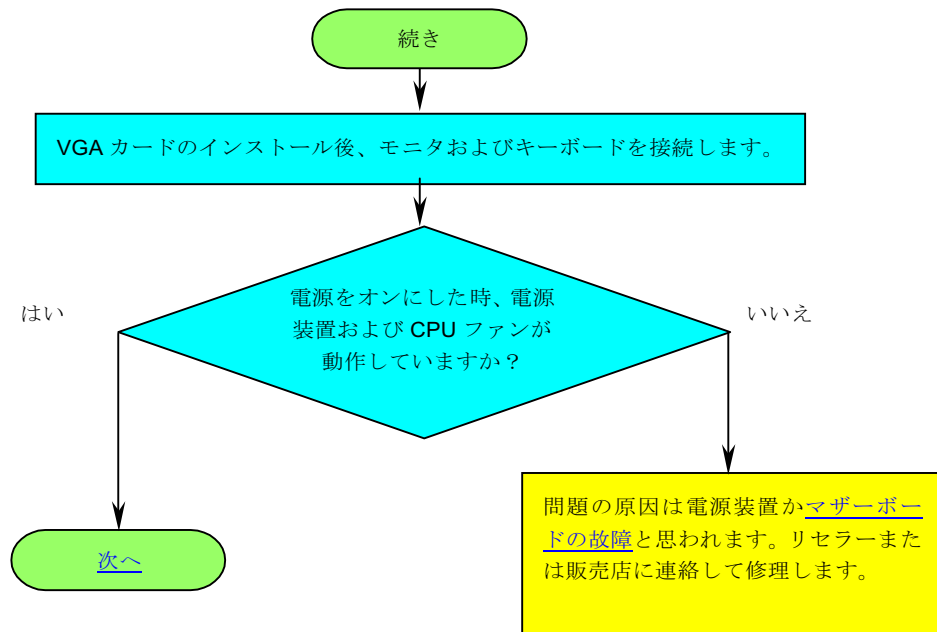 続き
VGA カードのインストール後、モニタおよびキーボードを接続します。
電源をオンにした時、電源
装置および CPU ファンが
動作していますか？
はい
いいえ
次へ
問題の原因は電源装置かマザーボー
ドの故障と思われます。リセラーまた
は販売店に連絡して修理します。